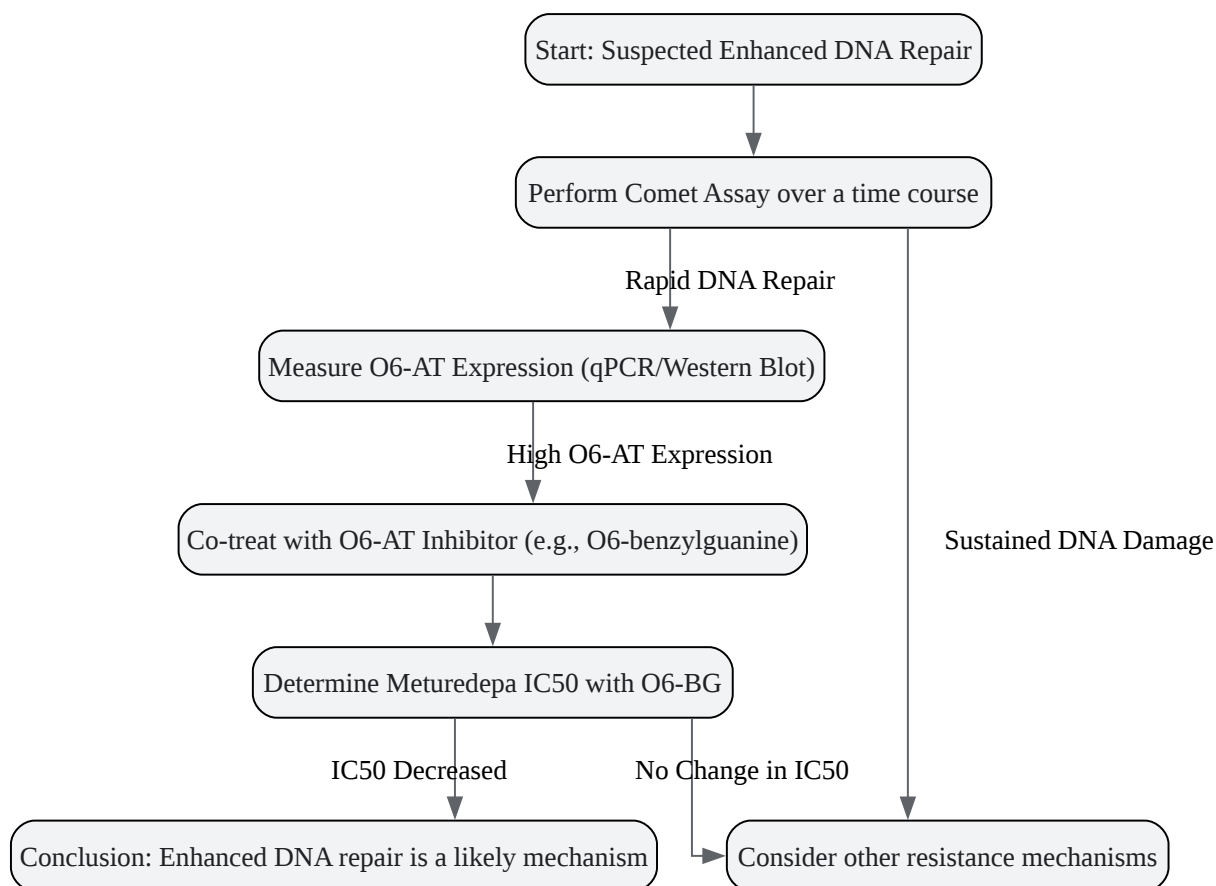 Start: Suspected Enhanced DNA Repair
Perform Comet Assay over a time course
Rapid DNA Repair
Measure O6-AT Expression (qPCR/Western Blot)
High O6-AT Expression
Co-treat with O6-AT Inhibitor (e.g., O6-benzylguanine)
Sustained DNA Damage
Determine Meturedepa IC50 with O6-BG
IC50 Decreased
No Change in IC50
Conclusion: Enhanced DNA repair is a likely mechanism
Consider other resistance mechanisms